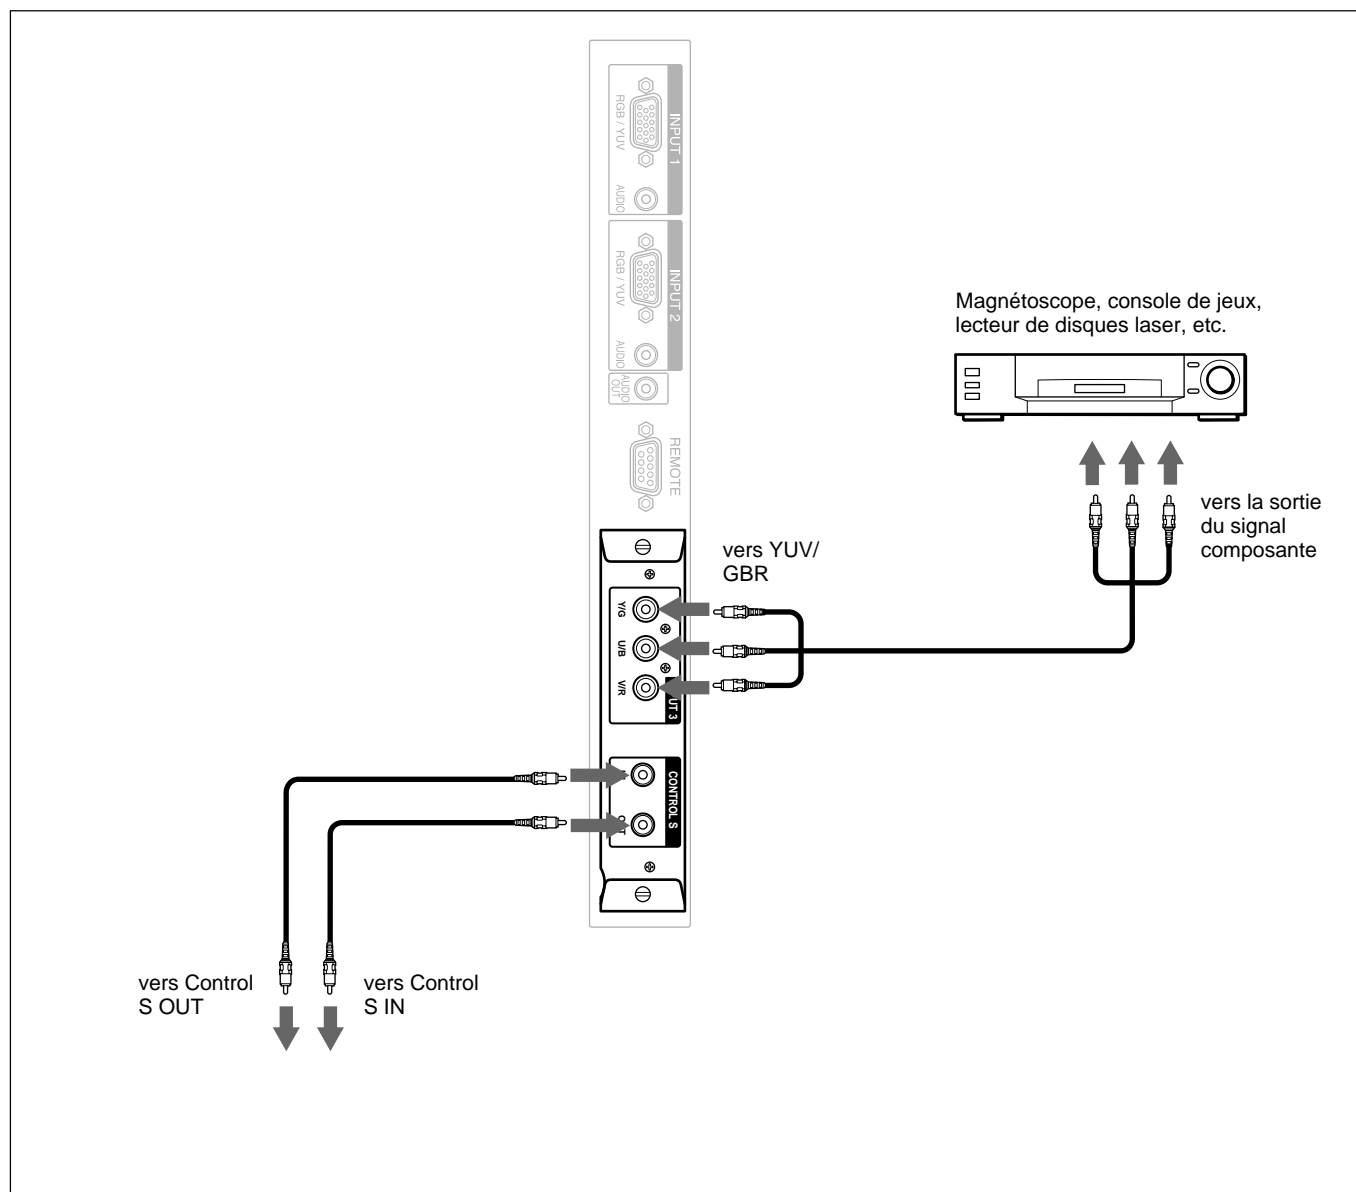 INPUT 1
RGB / YUV
AUDIO
INPUT 2
RGB / YUV
AUDIO
AUDIO
OUT
REMOTE
Magnétoscope, console de jeux,
lecteur de disques laser, etc.
vers la sortie
du signal
composante
vers YUV/
GBR
Y/G
U/B
V/R
UT 3
CONTROL S
vers Control
S OUT
vers Control
S IN